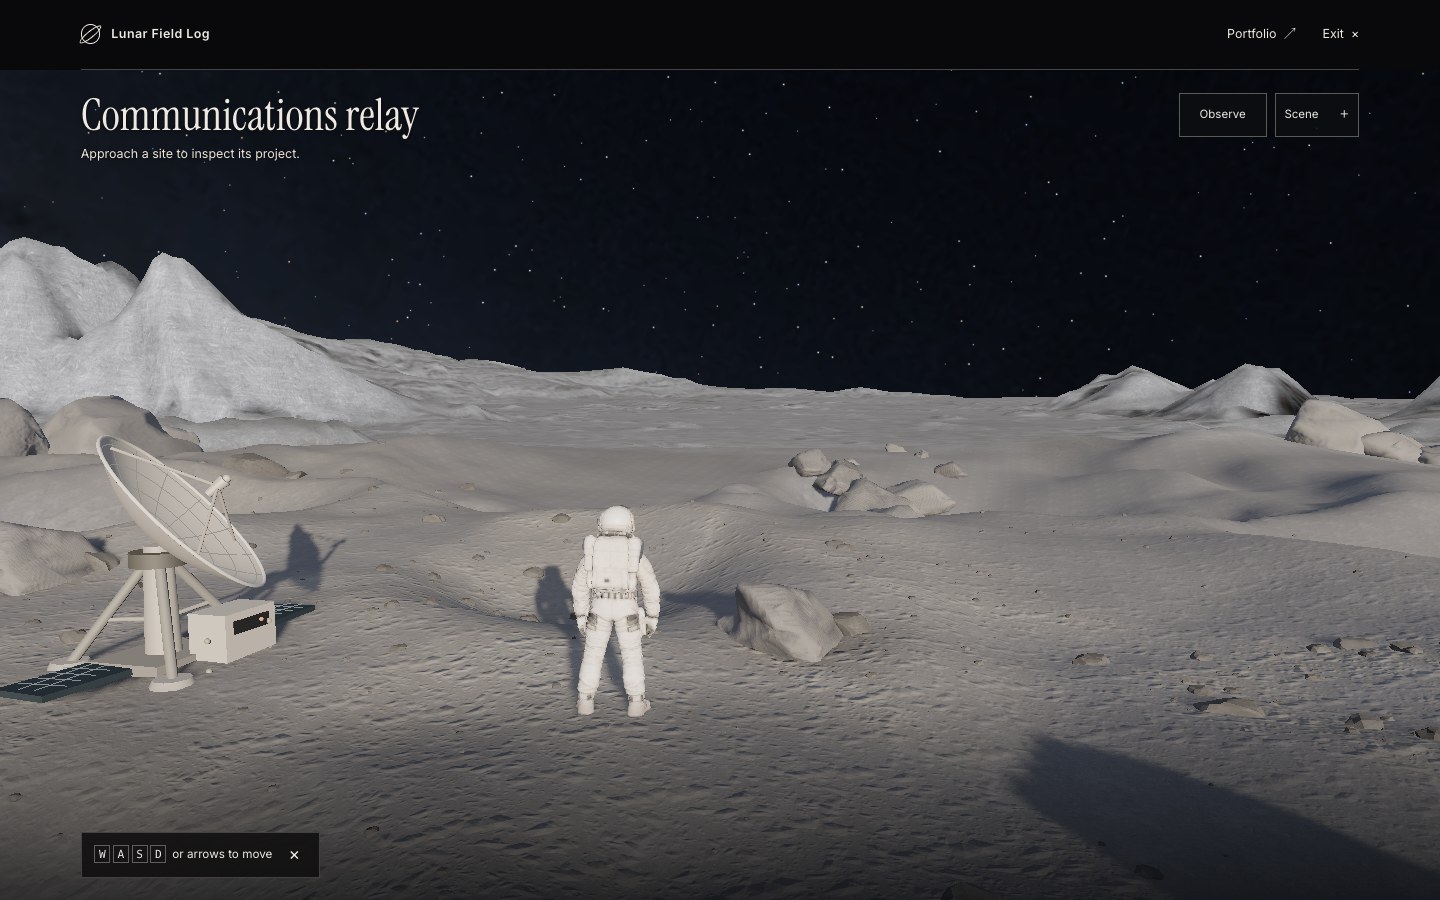 Lunar Field Log
Portfolio ↗
Exit ×
Communications relay
Approach a site to inspect its project.
Observe
Scene +
W A S D or arrows to move ×